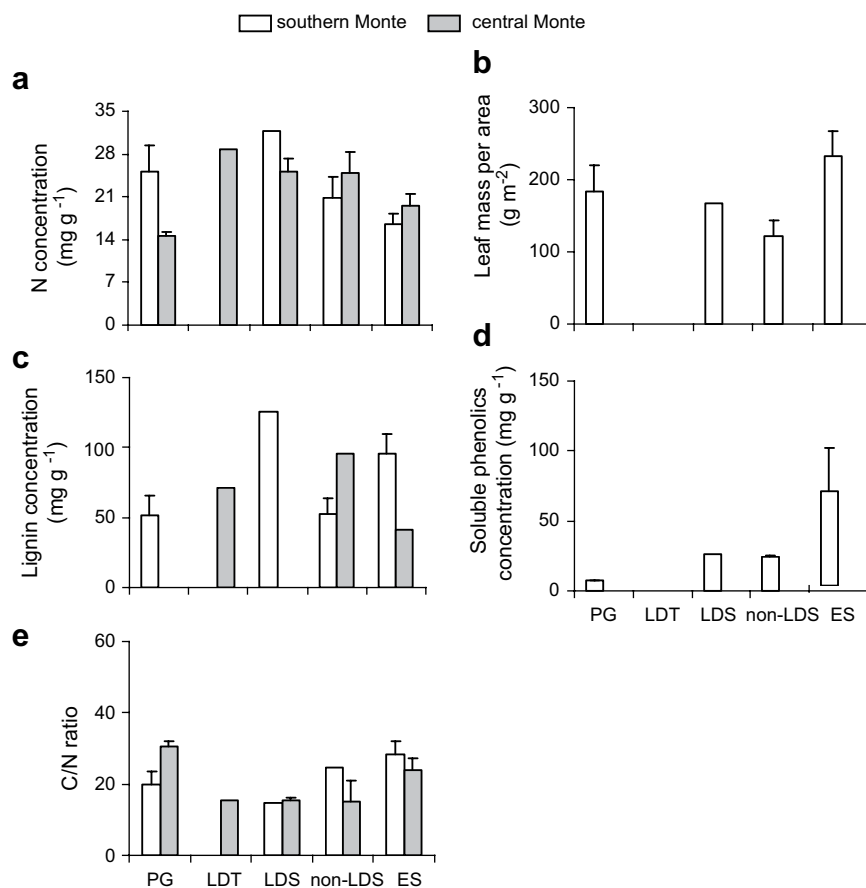 southern Monte central Monte
a
35
28
21
14
7
0
N concentration
(mg g⁻¹)
b
300
200
100
0
Leaf mass per area
(g m⁻²)
c
150
100
50
0
Lignin concentration
(mg g⁻¹)
d
150
100
50
0
Soluble phenolics
concentration (mg g⁻¹)
PG LDT LDS non-LDS ES
e
60
40
20
0
C/N ratio
PG LDT LDS non-LDS ES